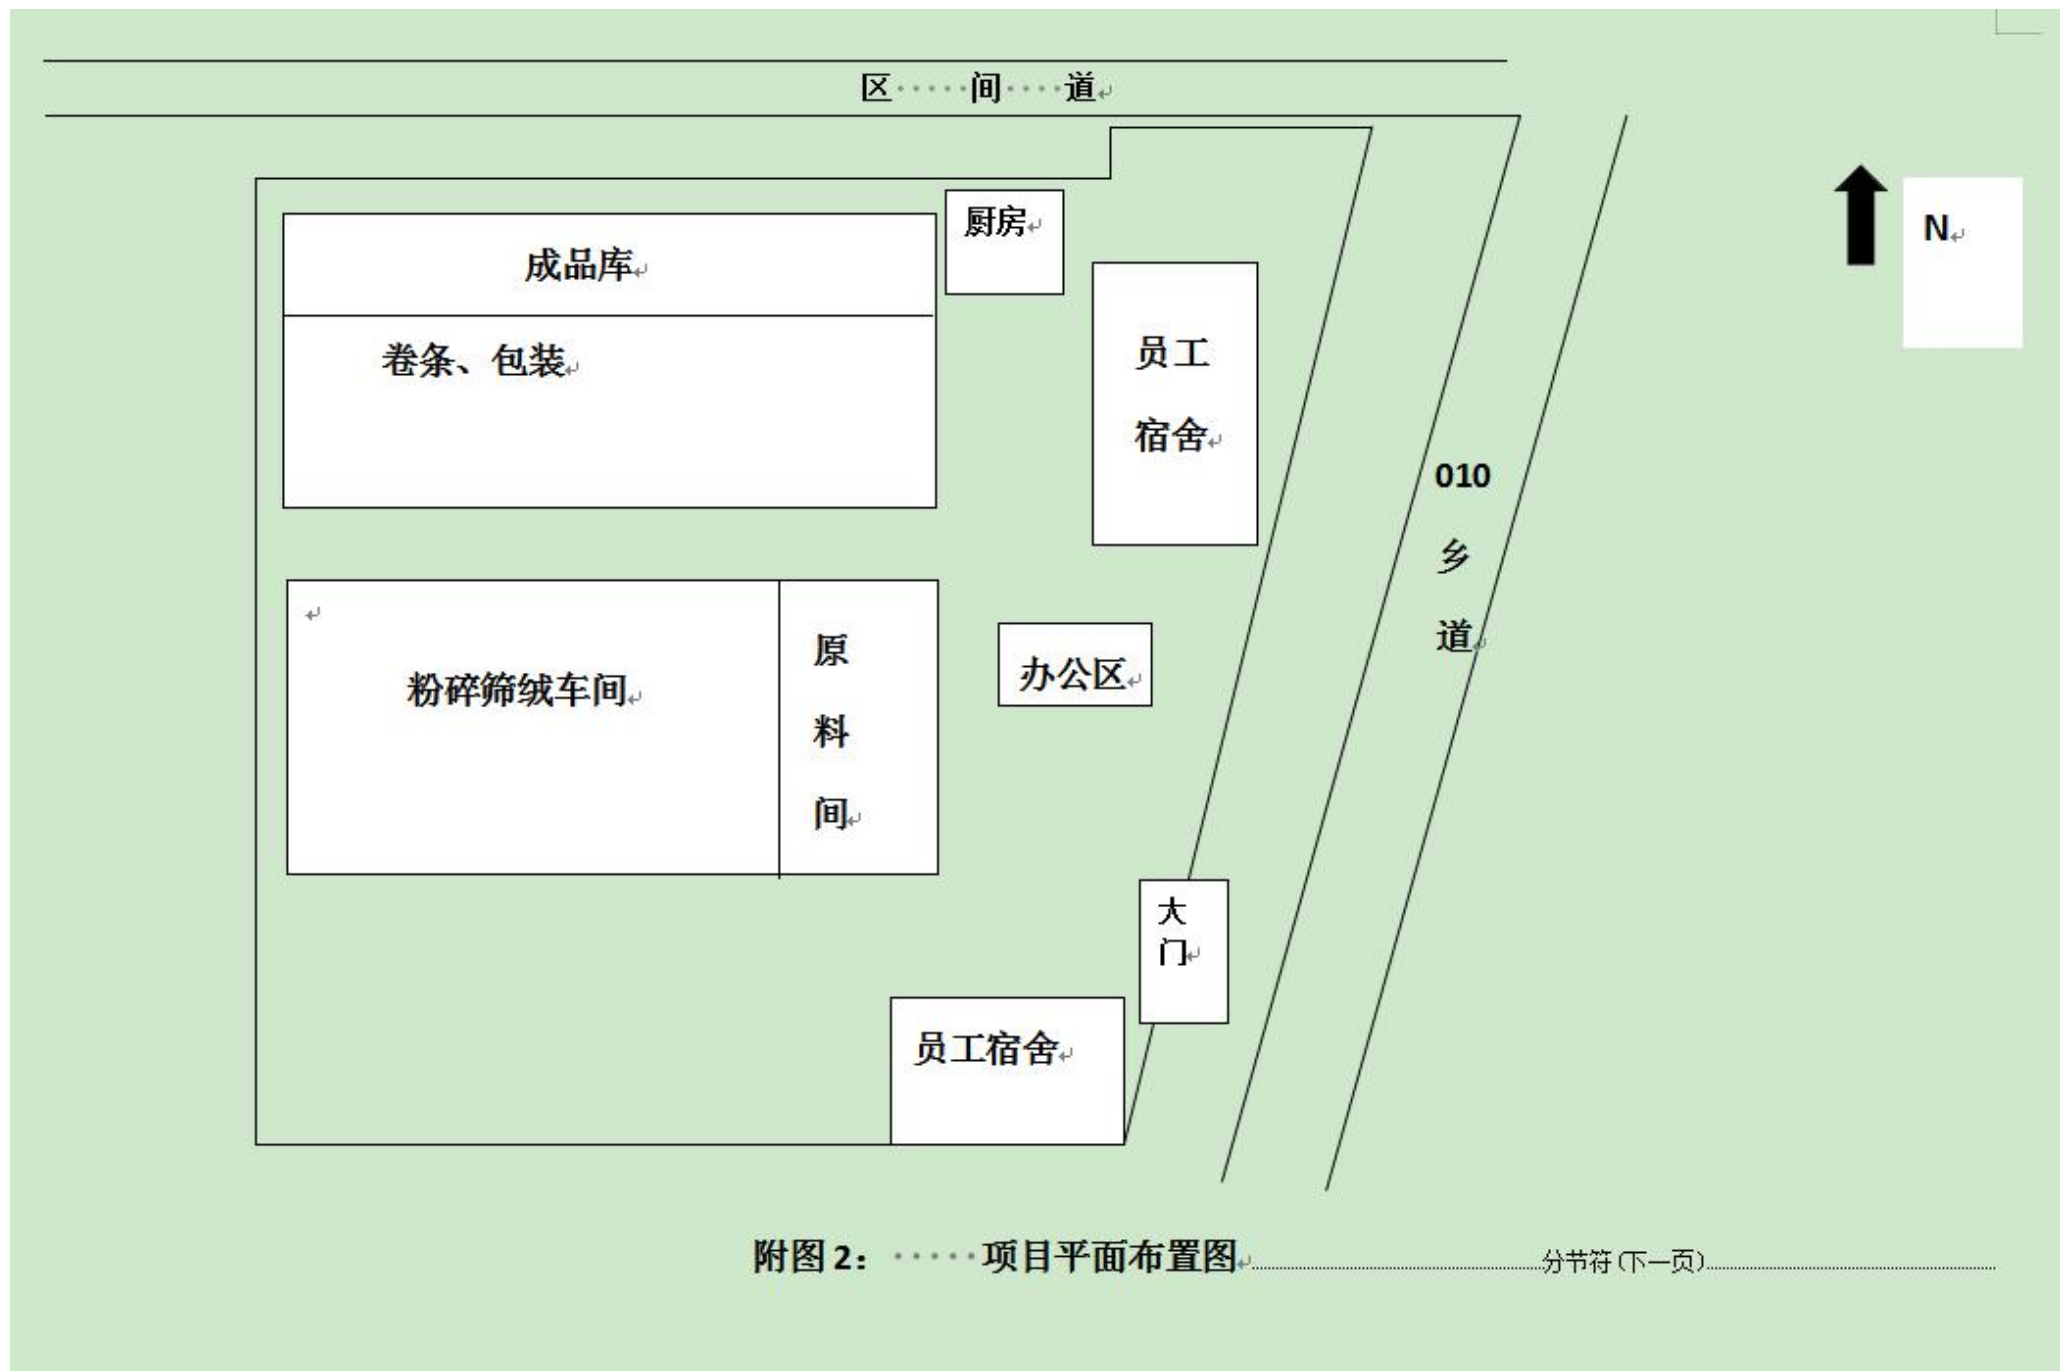 区 间 道
厨房
N
成品库
卷条、包装
员工
宿舍
010
乡
道
粉碎筛绒车间
原
料
间
办公区
大
门
员工宿舍
附图 2： 项目平面布置图
分节符(下一页)